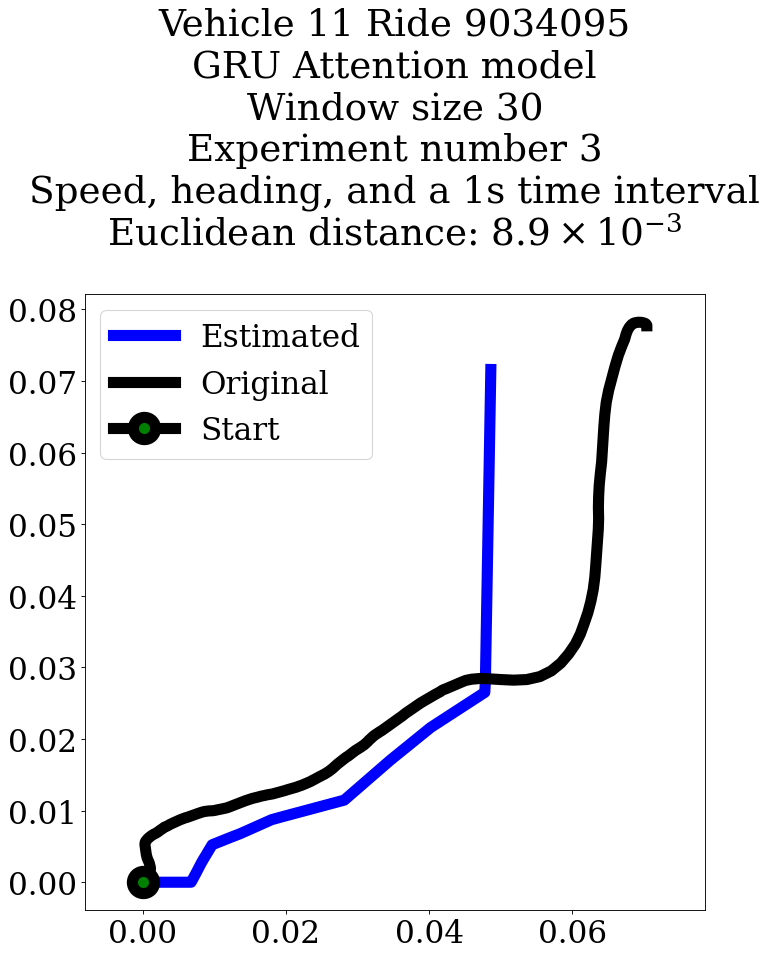 Vehicle 11 Ride 9034095
GRU Attention model
Window size 30
Experiment number 3
Speed, heading, and a 1s time interval
Euclidean distance: 8.9 × 10⁻³
Estimated
Original
Start
0.08
0.07
0.06
0.05
0.04
0.03
0.02
0.01
0.00
0.00 0.02 0.04 0.06